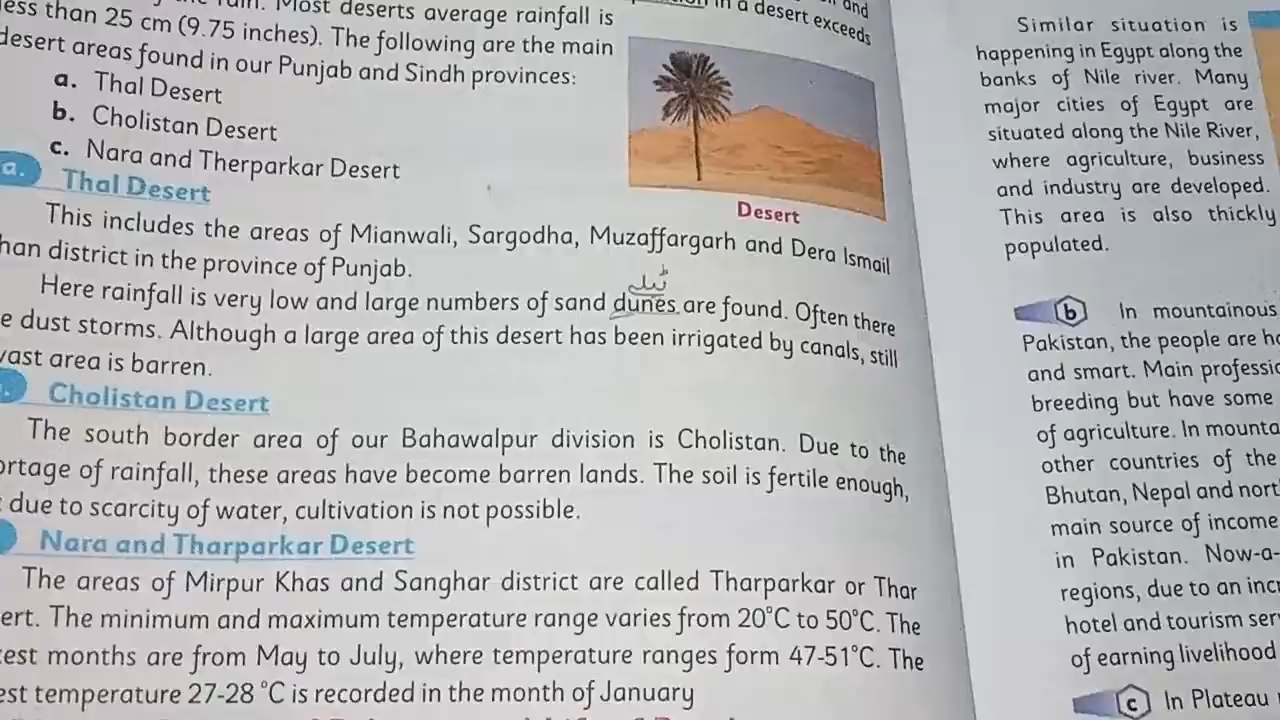 Most deserts average rainfall is
less than 25 cm (9.75 inches). The following are the main
desert areas found in our Punjab and Sindh provinces:
a. Thal Desert
b. Cholistan Desert
c. Nara and Therparkar Desert
in a desert exceeds
and
Desert
a. Thal Desert
This includes the areas of Mianwali, Sargodha, Muzaffargarh and Dera Ismail
han district in the province of Punjab.
ٹیلے
Here rainfall is very low and large numbers of sand dunes are found. Often there
e dust storms. Although a large area of this desert has been irrigated by canals, still
vast area is barren.
Cholistan Desert
The south border area of our Bahawalpur division is Cholistan. Due to the
ortage of rainfall, these areas have become barren lands. The soil is fertile enough,
due to scarcity of water, cultivation is not possible.
Nara and Tharparkar Desert
The areas of Mirpur Khas and Sanghar district are called Tharparkar or Thar
ert. The minimum and maximum temperature range varies from 20°C to 50°C. The
est months are from May to July, where temperature ranges form 47-51°C. The
est temperature 27-28 °C is recorded in the month of January
Similar situation is
happening in Egypt along the
banks of Nile river. Many
major cities of Egypt are
situated along the Nile River,
where agriculture, business
and industry are developed.
This area is also thickly
populated.
b In mountainous
Pakistan, the people are ha
and smart. Main professio
breeding but have some
of agriculture. In mounta
other countries of the
Bhutan, Nepal and nort
main source of income
in Pakistan. Now-a-
regions, due to an incr
hotel and tourism ser
of earning livelihood
c In Plateau